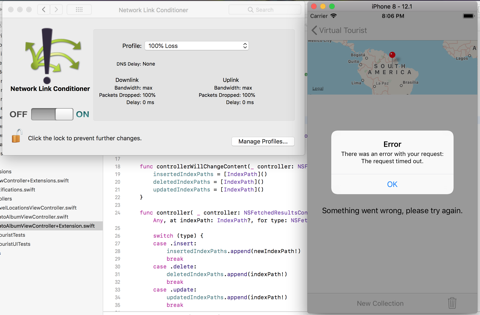 Network Link Conditioner
Search
Profile: 100% Loss
DNS Delay: None
Downlink
Bandwidth: max
Packets Dropped: 100%
Delay: 0 ms
Uplink
Bandwidth: max
Packets Dropped: 100%
Delay: 0 ms
Network Link Conditioner
OFF ON
Click the lock to prevent further changes.
Manage Profiles...
ViewController+Extensions.swift
ifications.swift
ollers
velLocationsViewController.swift
otoAlbumViewController.swift
otoAlbumViewController+Extension.swift
ouristTests
ouristUITests
17
18 func controllerWillChangeContent(_ controller: NSF
19 insertedIndexPaths = [IndexPath]()
20 deletedIndexPaths = [IndexPath]()
21 updatedIndexPaths = [IndexPath]()
22 }
23
24 func controller( _ controller: NSFetchedResultsCon
Any, at indexPath: IndexPath?, for type: NSFet
25
26 switch (type) {
27 case .insert:
28 insertedIndexPaths.append(newIndexPath!)
29 break
30 case .delete:
31 deletedIndexPaths.append(indexPath!)
32 break
33 case .update:
34 updatedIndexPaths.append(indexPath!)
35 break
iPhone 8 - 12.1
Carrier 8:06 PM
Virtual Tourist
SOUTH
AMERICA
Legal
Error
There was an error with your request:
The request timed out.
OK
Something went wrong, please try again.
New Collection